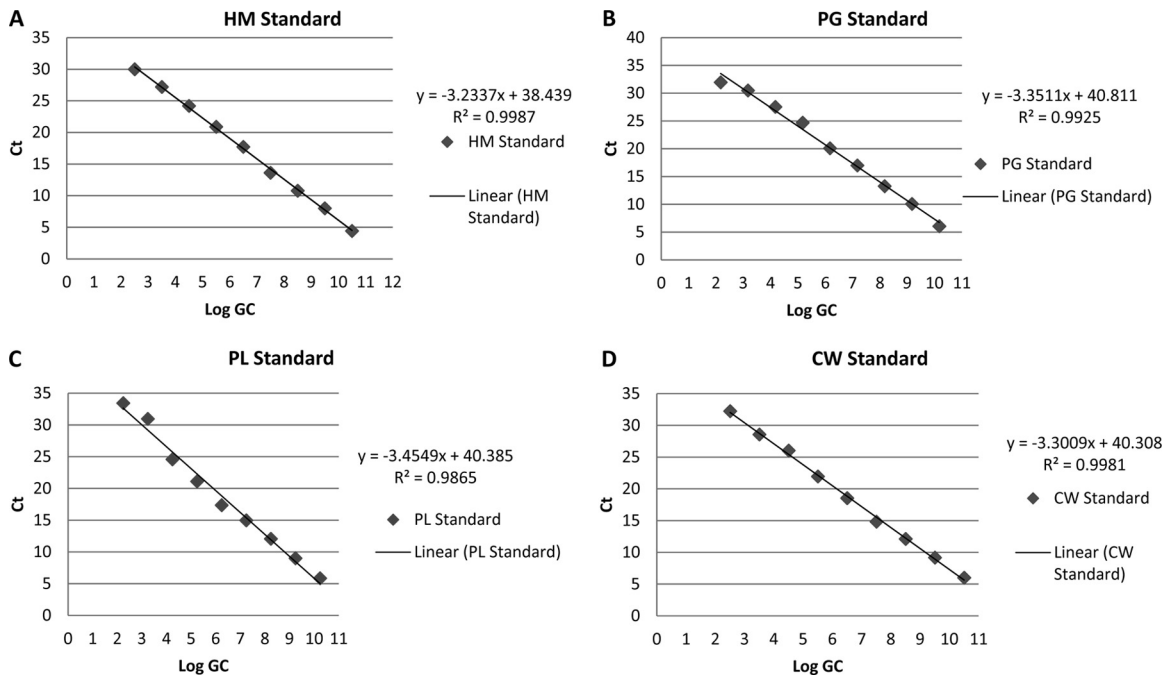 A
HM Standard
35
30
25
20
15
10
5
0
Ct
0 1 2 3 4 5 6 7 8 9 10 11 12
Log GC
y = -3.2337x + 38.439
R² = 0.9987
HM Standard
Linear (HM
Standard)
B
PG Standard
40
35
30
25
20
15
10
5
0
Ct
0 1 2 3 4 5 6 7 8 9 10 11
Log GC
y = -3.3511x + 40.811
R² = 0.9925
PG Standard
Linear (PG Standard)
C
PL Standard
35
30
25
20
15
10
5
0
Ct
0 1 2 3 4 5 6 7 8 9 10 11
Log GC
y = -3.4549x + 40.385
R² = 0.9865
PL Standard
Linear (PL Standard)
D
CW Standard
35
30
25
20
15
10
5
0
Ct
0 1 2 3 4 5 6 7 8 9 10 11
Log GC
y = -3.3009x + 40.308
R² = 0.9981
CW Standard
Linear (CW
Standard)